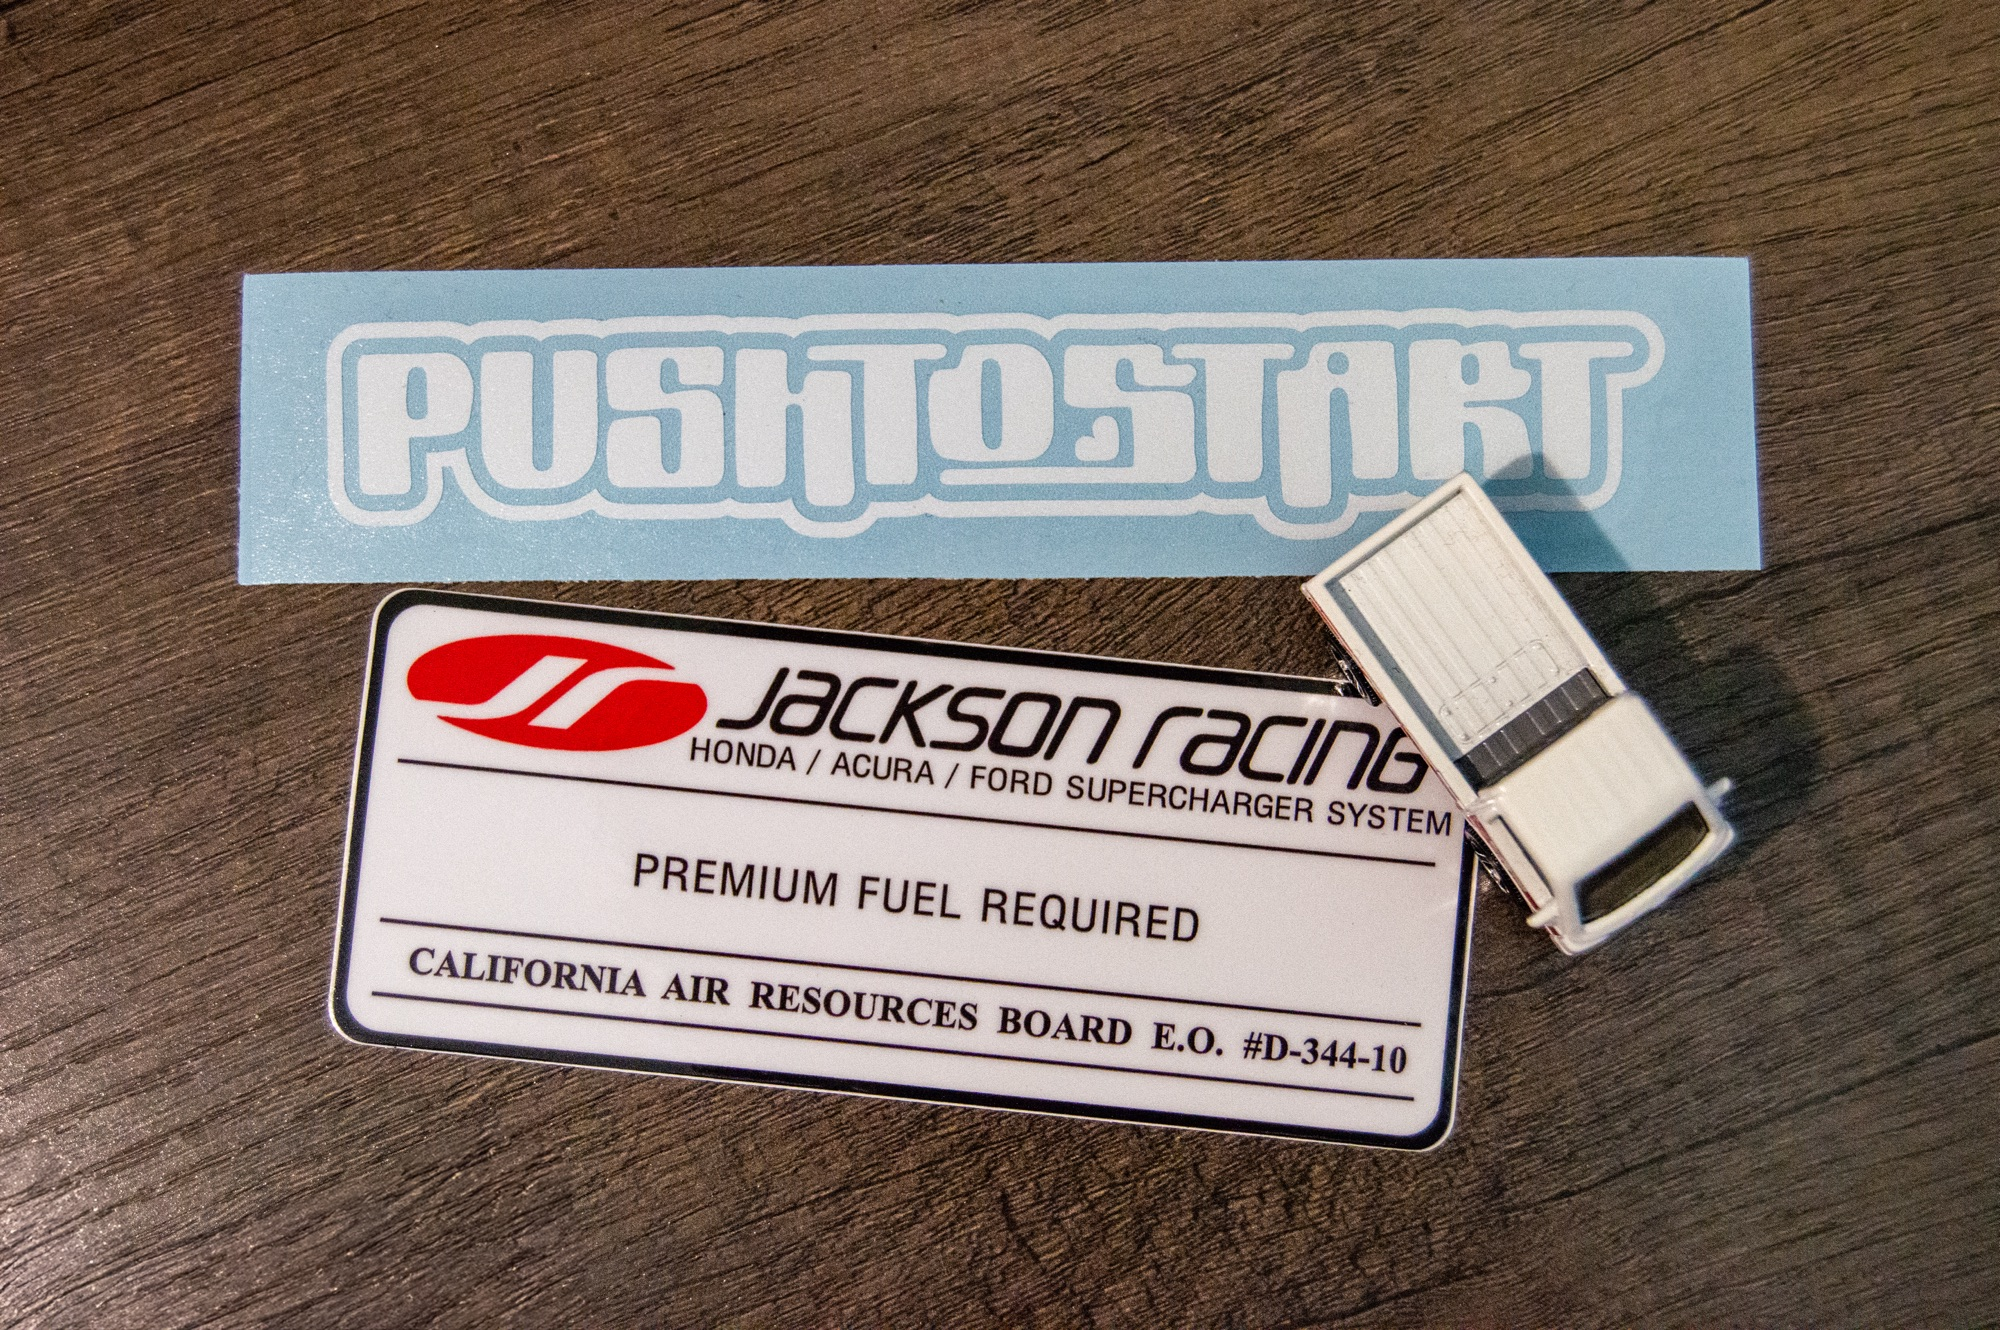 PUSHTOSTART
JACKSON RACING
HONDA / ACURA / FORD SUPERCHARGER SYSTEM
PREMIUM FUEL REQUIRED
CALIFORNIA AIR RESOURCES BOARD E.O. #D-344-10